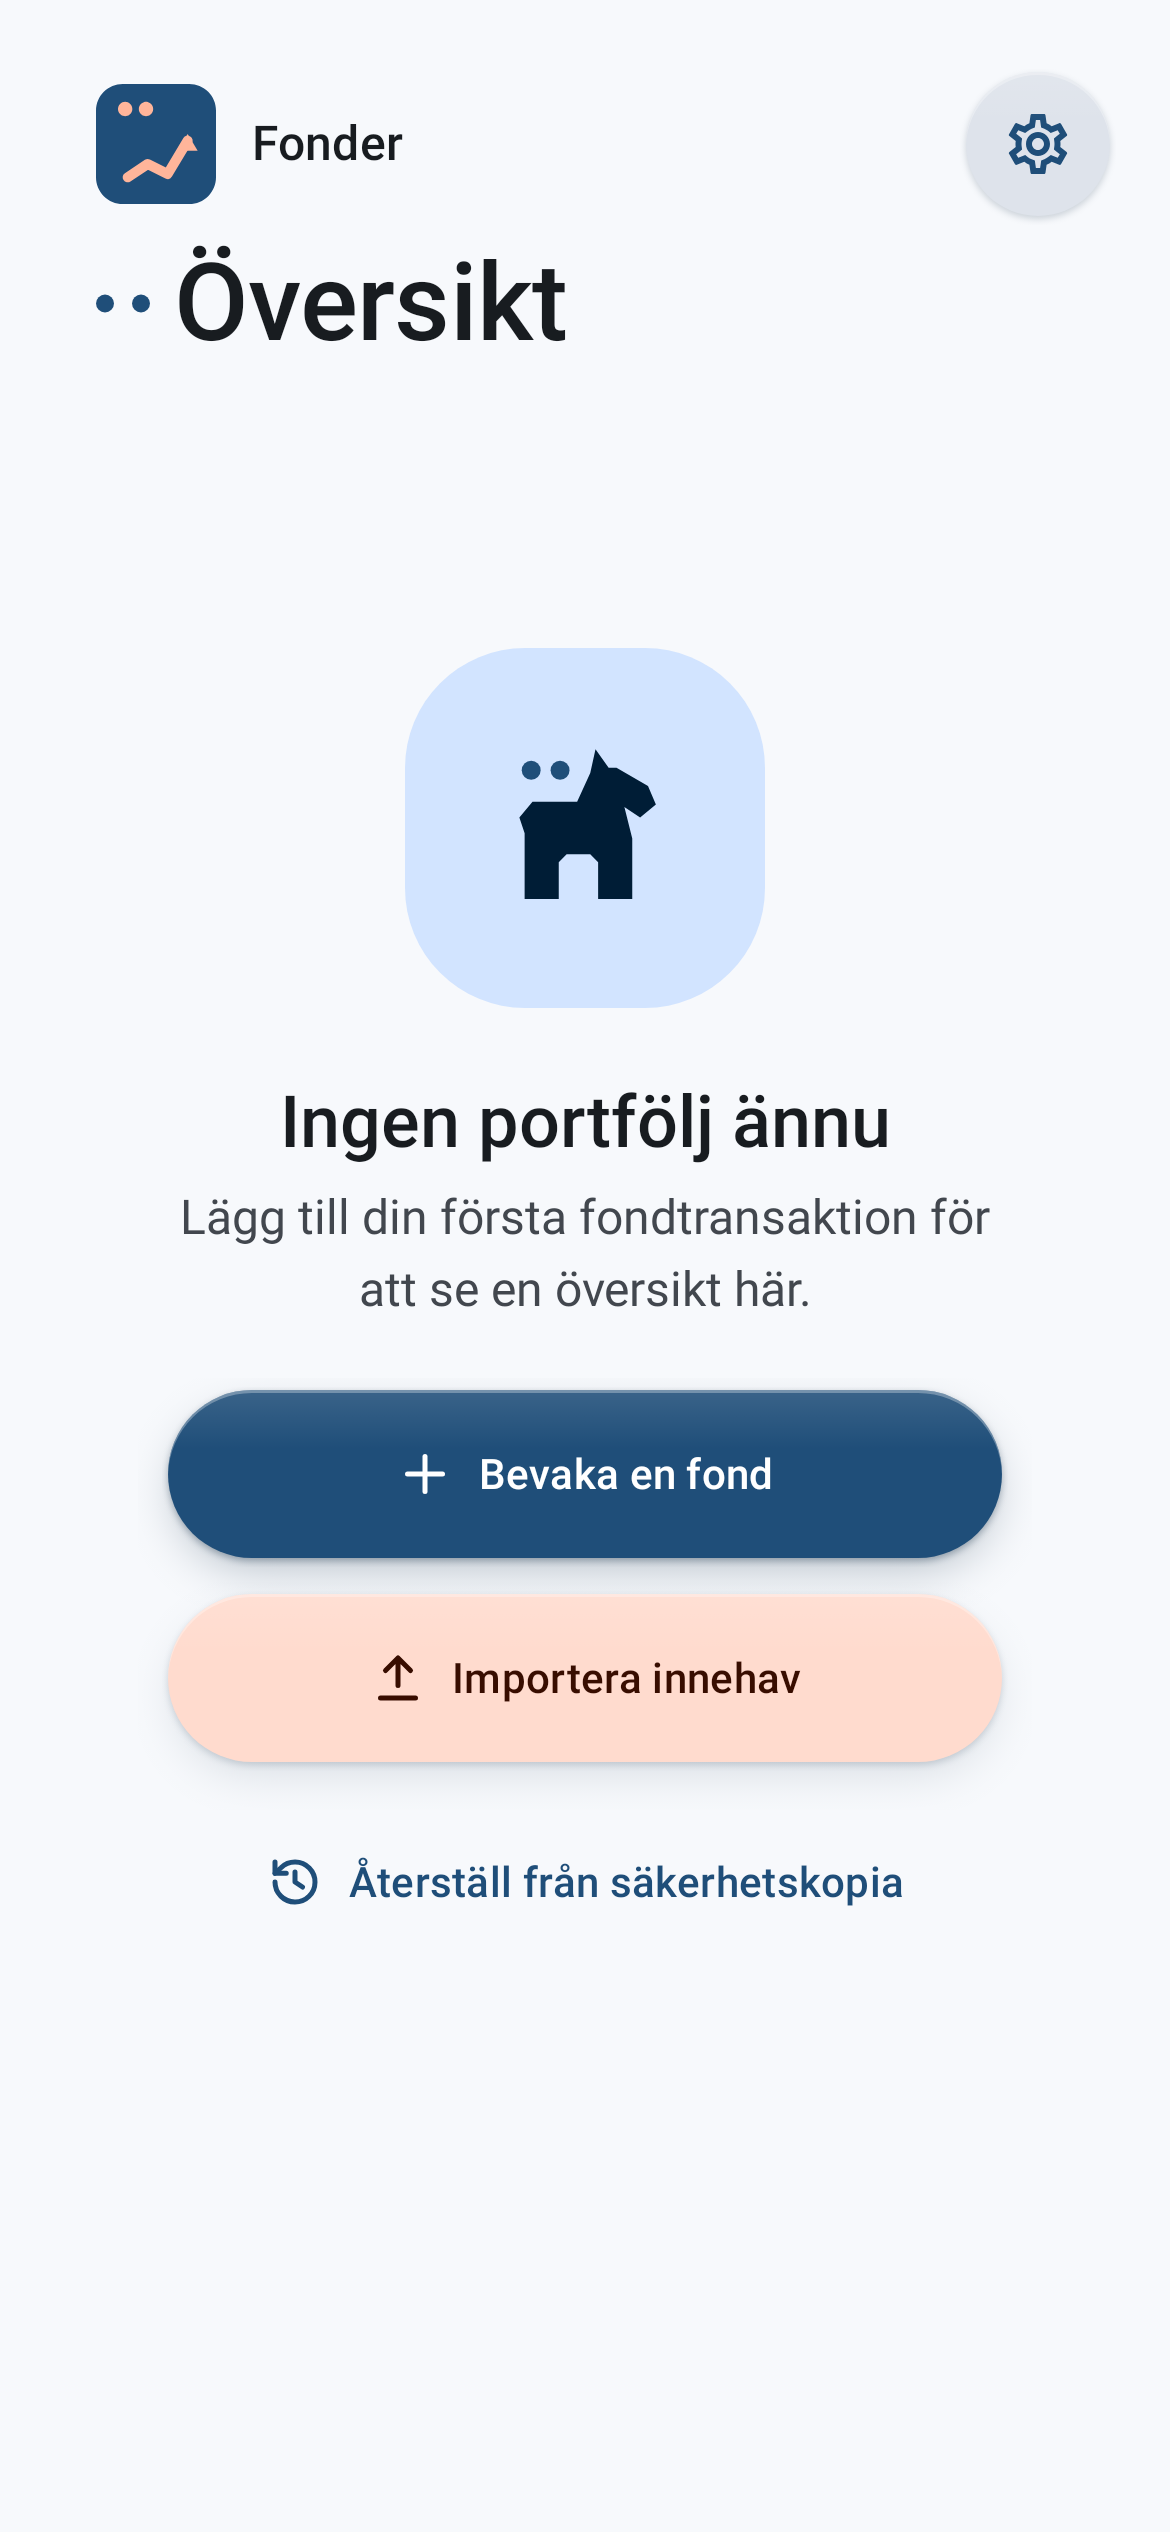 Fonder
Översikt
Ingen portfölj ännu
Lägg till din första fondtransaktion för
att se en översikt här.
Bevaka en fond
Importera innehav
Återställ från säkerhetskopia